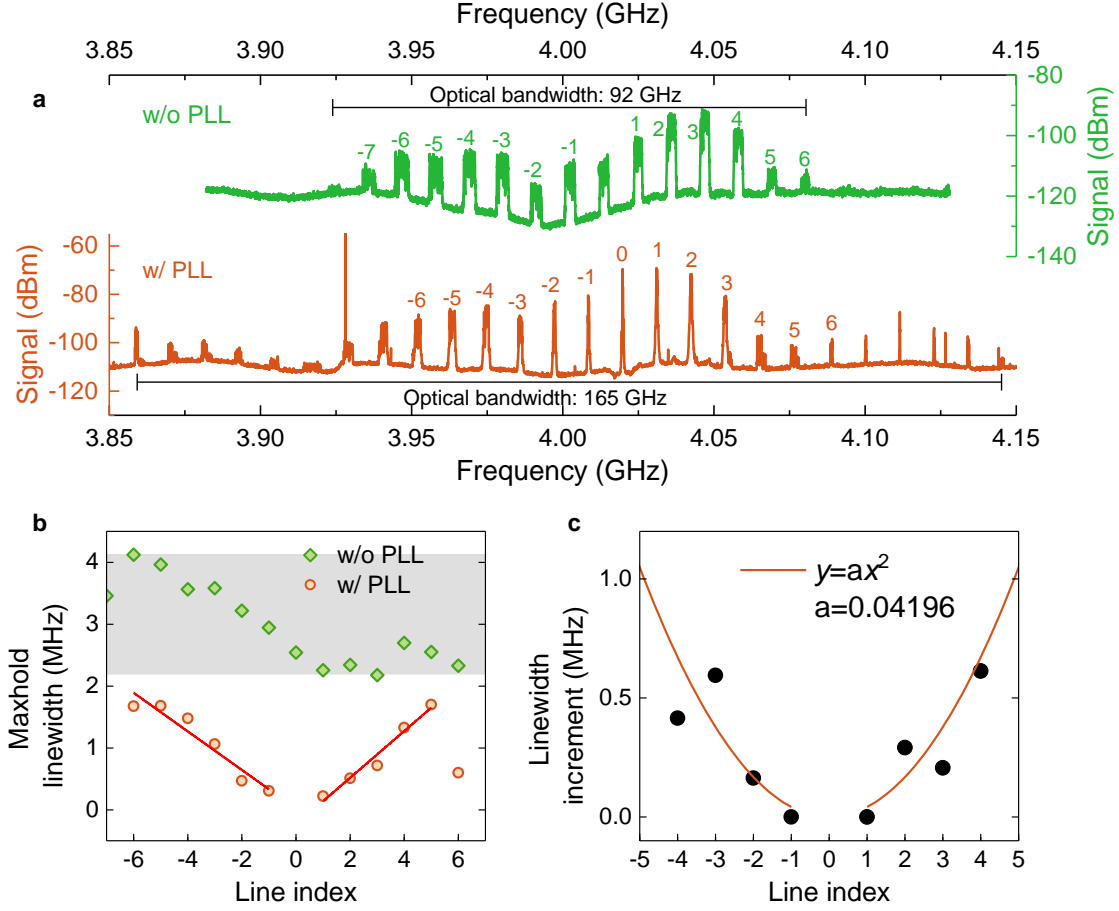 Frequency (GHz)
3.85 3.90 3.95 4.00 4.05 4.10 4.15
a
w/o PLL
Optical bandwidth: 92 GHz
-7 -6 -5 -4 -3 -2 -1 1 2 3 4 5 6
-80
-100
-120
-140
Signal (dBm)
-60
-80
-100
-120
Signal (dBm)
w/ PLL
-6 -5 -4 -3 -2 -1 0 1 2 3 4 5 6
Optical bandwidth: 165 GHz
3.85 3.90 3.95 4.00 4.05 4.10 4.15
Frequency (GHz)
b
w/o PLL
w/ PLL
4
3
2
1
0
Maxhold
linewidth (MHz)
-6 -4 -2 0 2 4 6
Line index
c
y=ax²
a=0.04196
1.0
0.5
0.0
Linewidth
increment (MHz)
-5 -4 -3 -2 -1 0 1 2 3 4 5
Line index